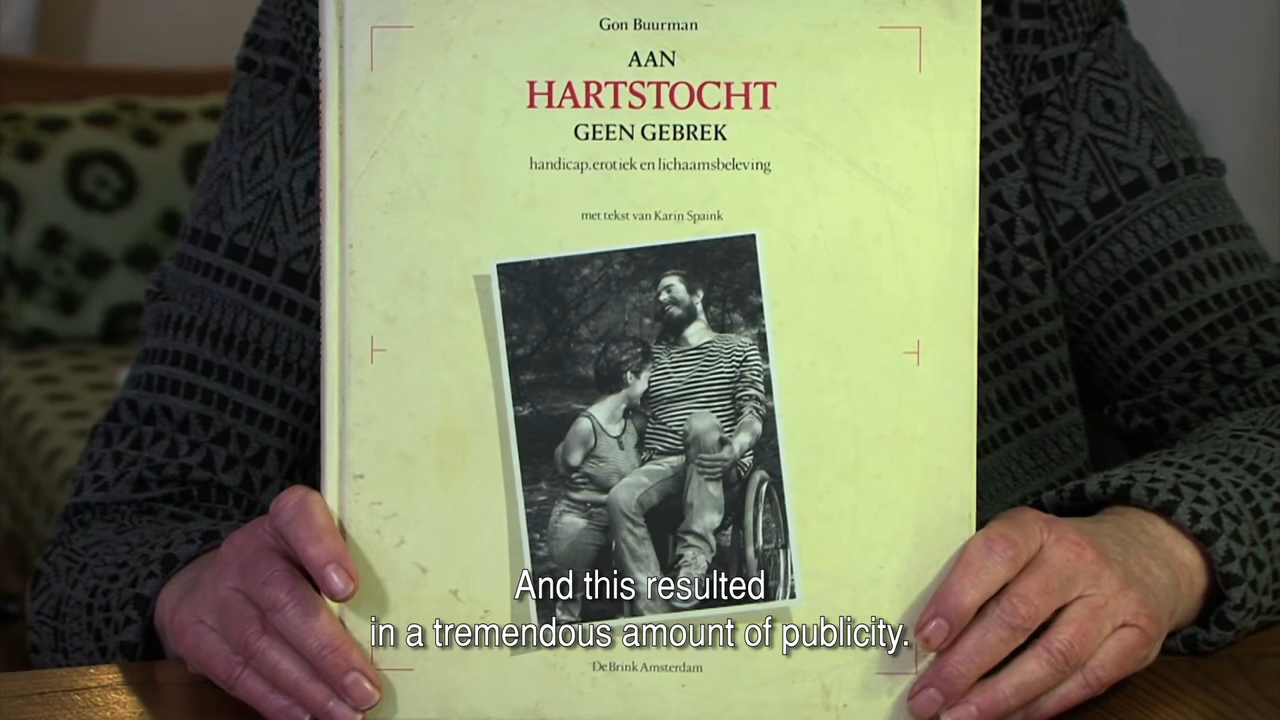 Gon Buurman
AAN
HARTSTOCHT
GEEN GEBREK
handicap.erotiek en lichaamsbeleving
met tekst van Karin Spaink
And this resulted
in a tremendous amount of publicity.
De Brink Amsterdam